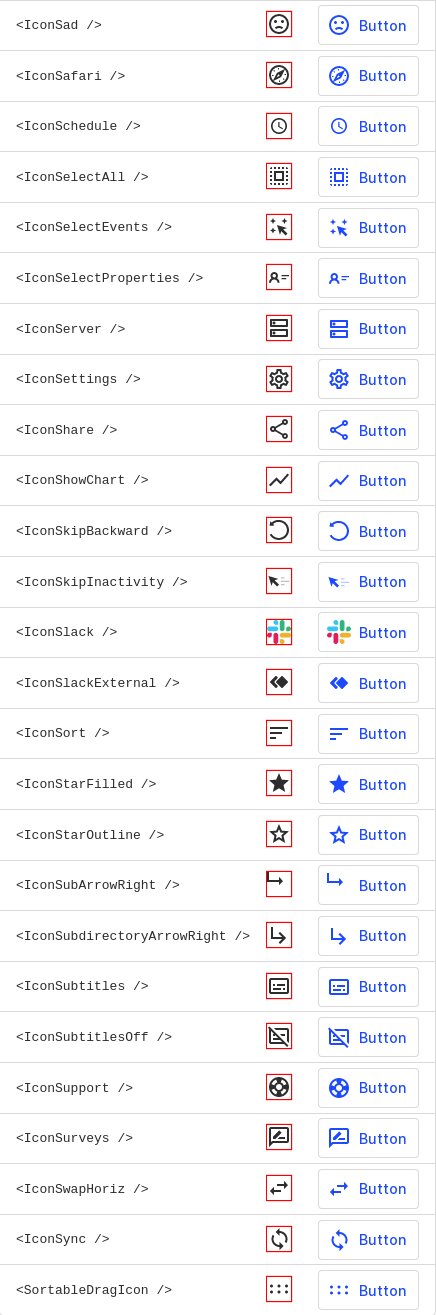 <IconSad /> Button
<IconSafari /> Button
<IconSchedule /> Button
<IconSelectAll /> Button
<IconSelectEvents /> Button
<IconSelectProperties /> Button
<IconServer /> Button
<IconSettings /> Button
<IconShare /> Button
<IconShowChart /> Button
<IconSkipBackward /> Button
<IconSkipInactivity /> Button
<IconSlack /> Button
<IconSlackExternal /> Button
<IconSort /> Button
<IconStarFilled /> Button
<IconStarOutline /> Button
<IconSubArrowRight /> Button
<IconSubdirectoryArrowRight /> Button
<IconSubtitles /> Button
<IconSubtitlesOff /> Button
<IconSupport /> Button
<IconSurveys /> Button
<IconSwapHoriz /> Button
<IconSync /> Button
<SortableDragIcon /> Button